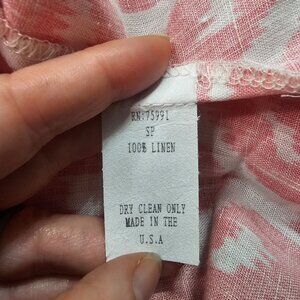 RN:75991
SP
100% LINEN
DRY CLEAN ONLY
MADE IN THE
U.S.A